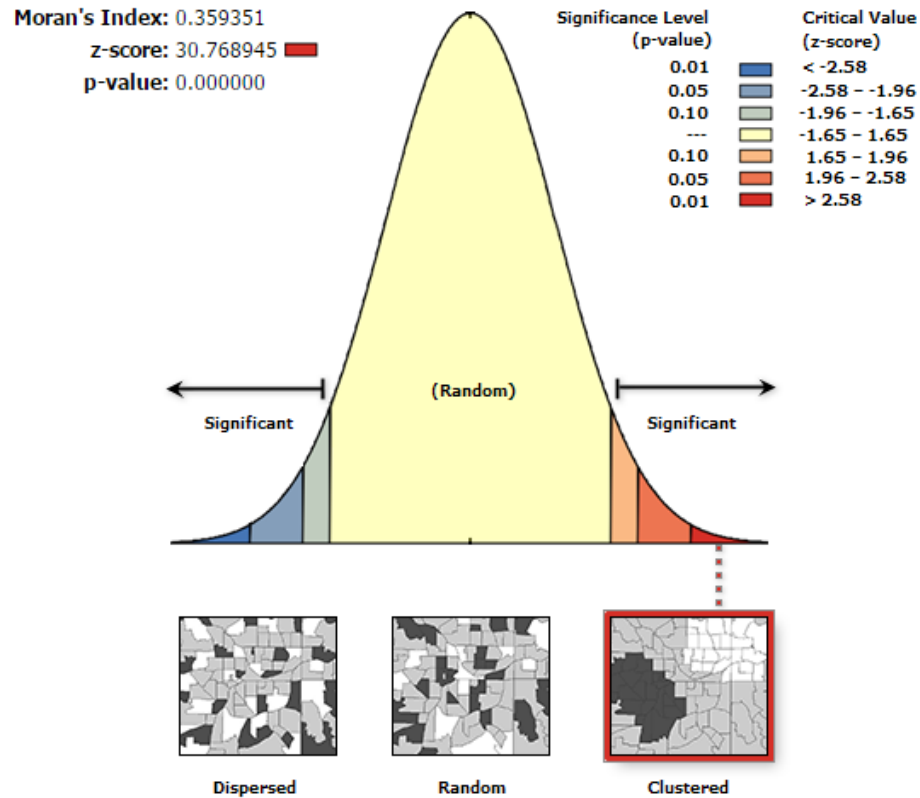 Moran's Index: 0.359351
z-score: 30.768945
p-value: 0.000000
Significance Level
(p-value)
Critical Value
(z-score)
0.01 < -2.58
0.05 -2.58 – -1.96
0.10 -1.96 – -1.65
--- -1.65 – 1.65
0.10 1.65 – 1.96
0.05 1.96 – 2.58
0.01 > 2.58
(Random)
Significant Significant
Dispersed Random Clustered